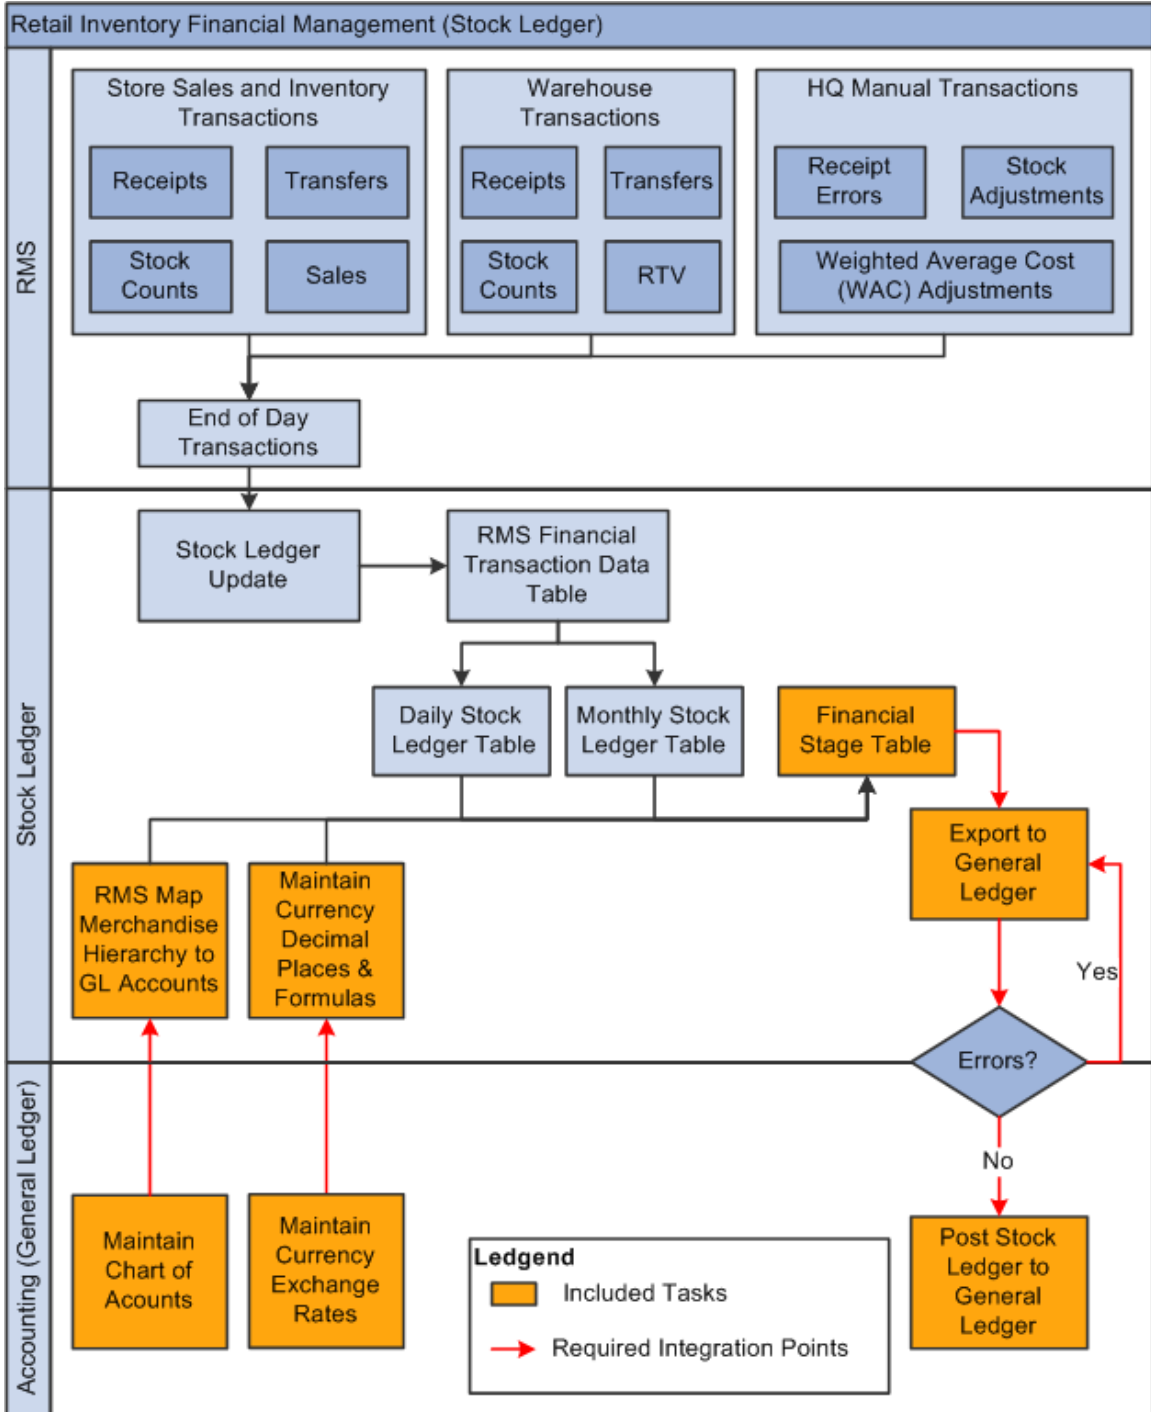 Retail Inventory Financial Management (Stock Ledger)
RMS
Store Sales and Inventory
Transactions
Receipts
Transfers
Stock
Counts
Sales
Warehouse
Transactions
Receipts
Transfers
Stock
Counts
RTV
HQ Manual Transactions
Receipt
Errors
Stock
Adjustments
Weighted Average Cost
(WAC) Adjustments
End of Day
Transactions
Stock Ledger
Stock Ledger
Update
RMS Financial
Transaction Data
Table
Daily Stock
Ledger Table
Monthly Stock
Ledger Table
Financial
Stage Table
RMS Map
Merchandise
Hierarchy to
GL Accounts
Maintain
Currency
Decimal
Places &
Formulas
Export to
General
Ledger
Yes
Errors?
No
Accounting (General Ledger)
Maintain
Chart of
Acounts
Maintain
Currency
Exchange
Rates
Ledgend
Included Tasks
Required Integration Points
Post Stock
Ledger to
General
Ledger